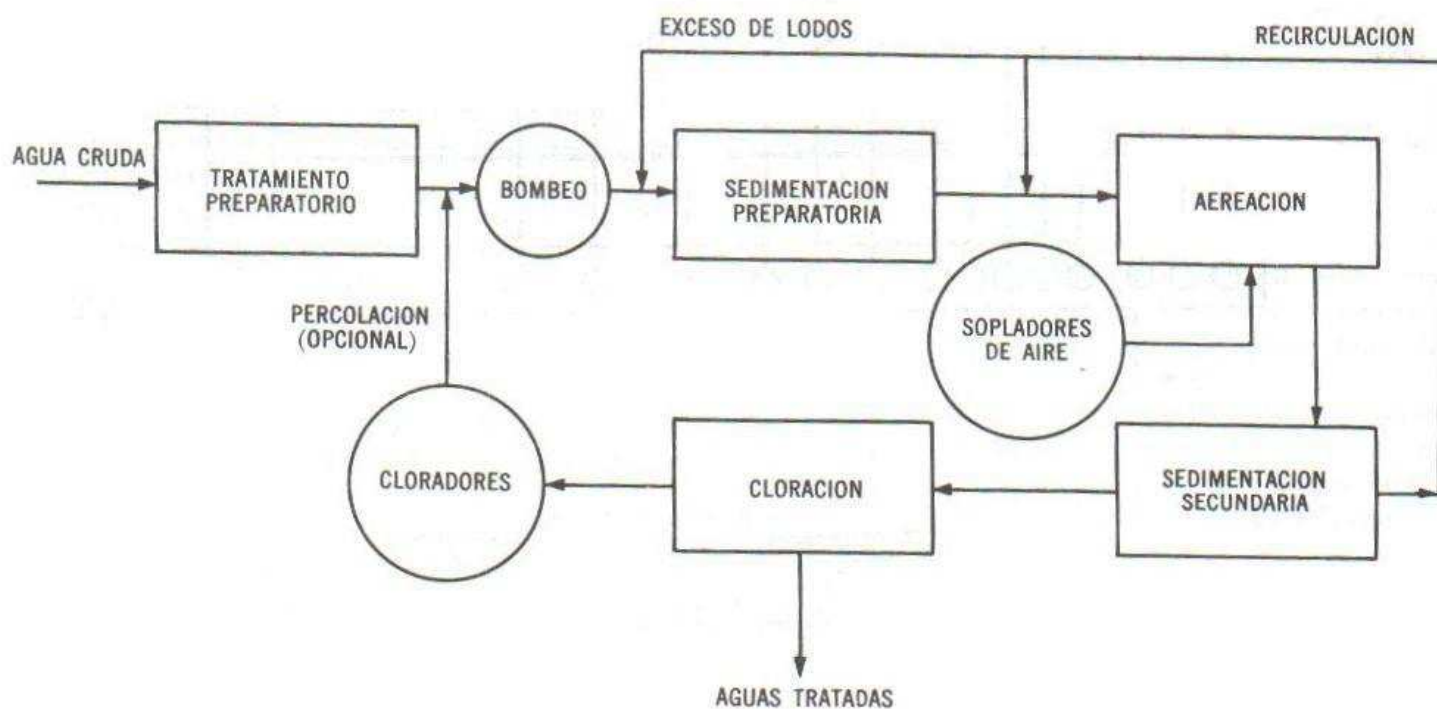 EXCESO DE LODOS
RECIRCULACION
AGUA CRUDA
TRATAMIENTO
PREPARATORIO
BOMBEO
SEDIMENTACION
PREPARATORIA
AEREACION
PERCOLACION
(OPCIONAL)
SOPLADORES
DE AIRE
CLORADORES
CLORACION
SEDIMENTACION
SECUNDARIA
AGUAS TRATADAS